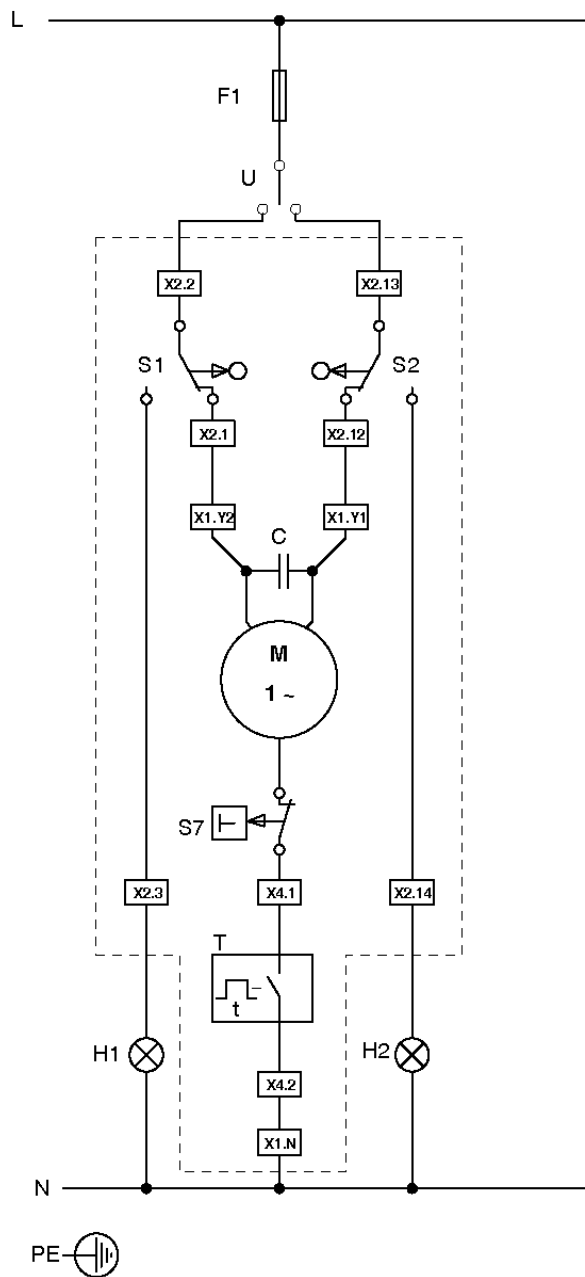 L
F1
U
X2.2
X2.13
S1
S2
X2.1
X2.12
X1.Y2
X1.Y1
C
M
1 ~
S7
T
X2.3
X4.1
X2.14
T
t
H1
H2
X4.2
X1.N
N
PE